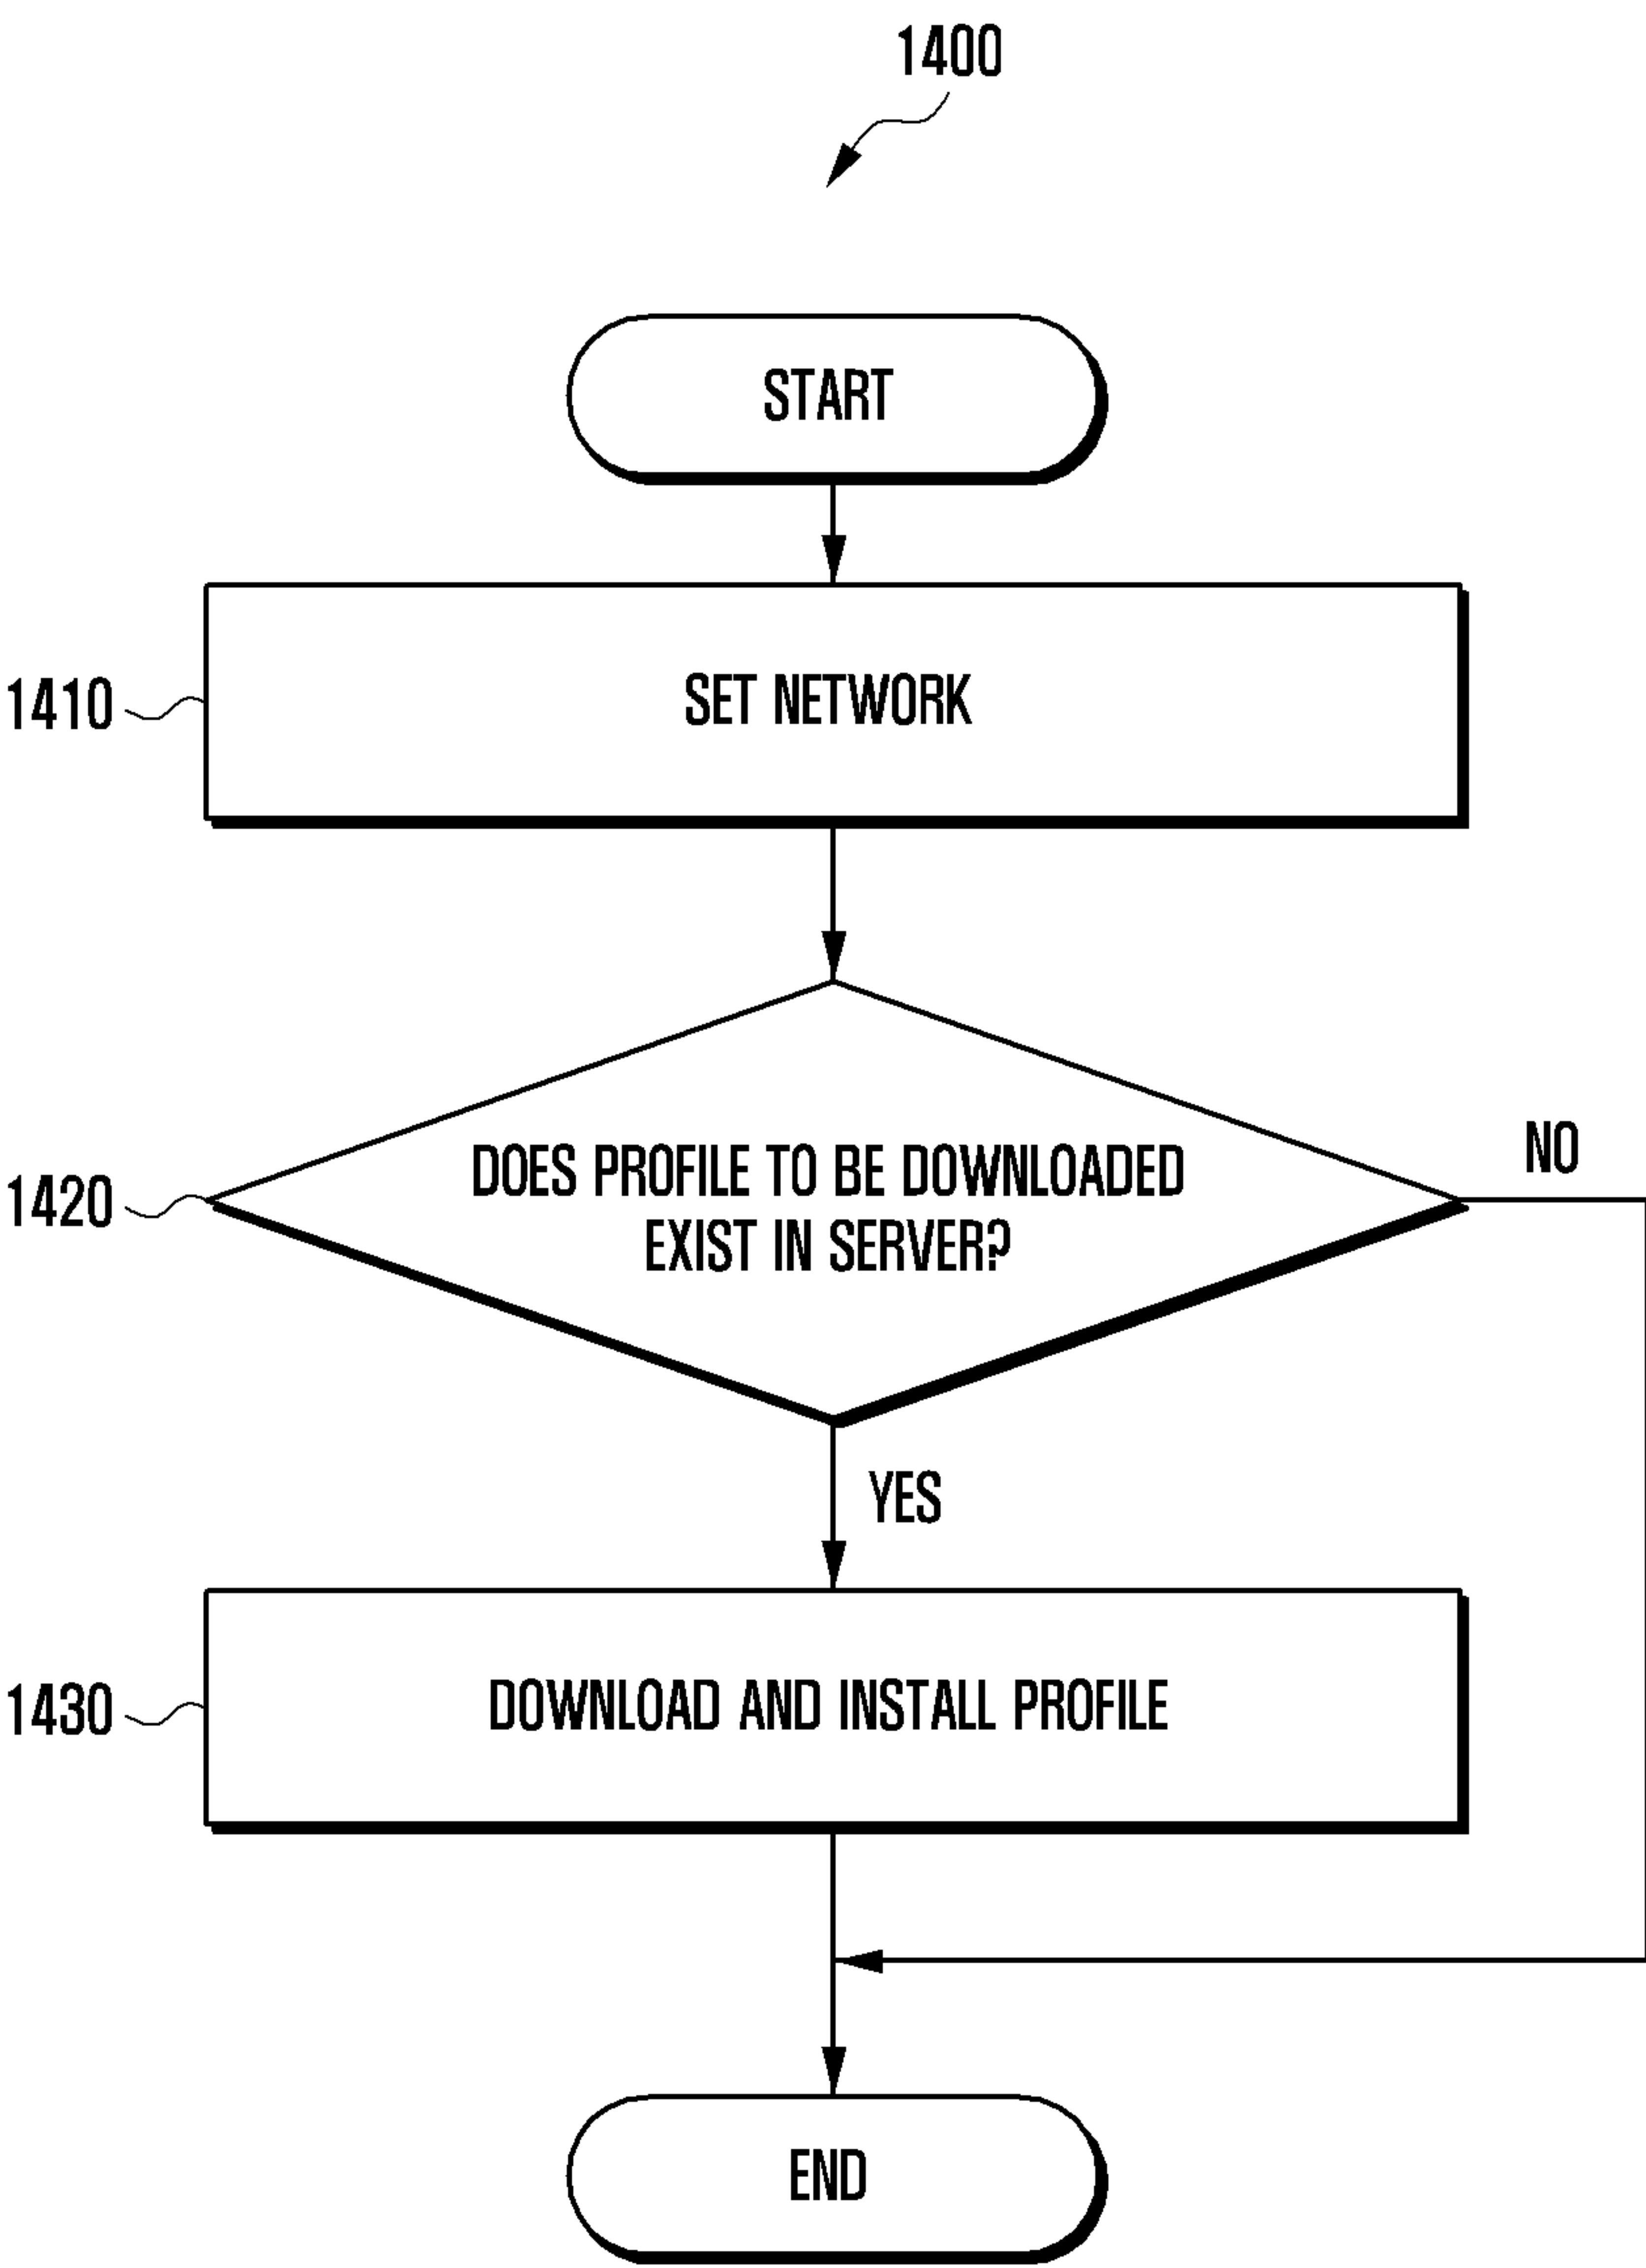 1400
START
1410
SET NETWORK
1420
DOES PROFILE TO BE DOWNLOADED
EXIST IN SERVER?
NO
YES
1430
DOWNLOAD AND INSTALL PROFILE
END